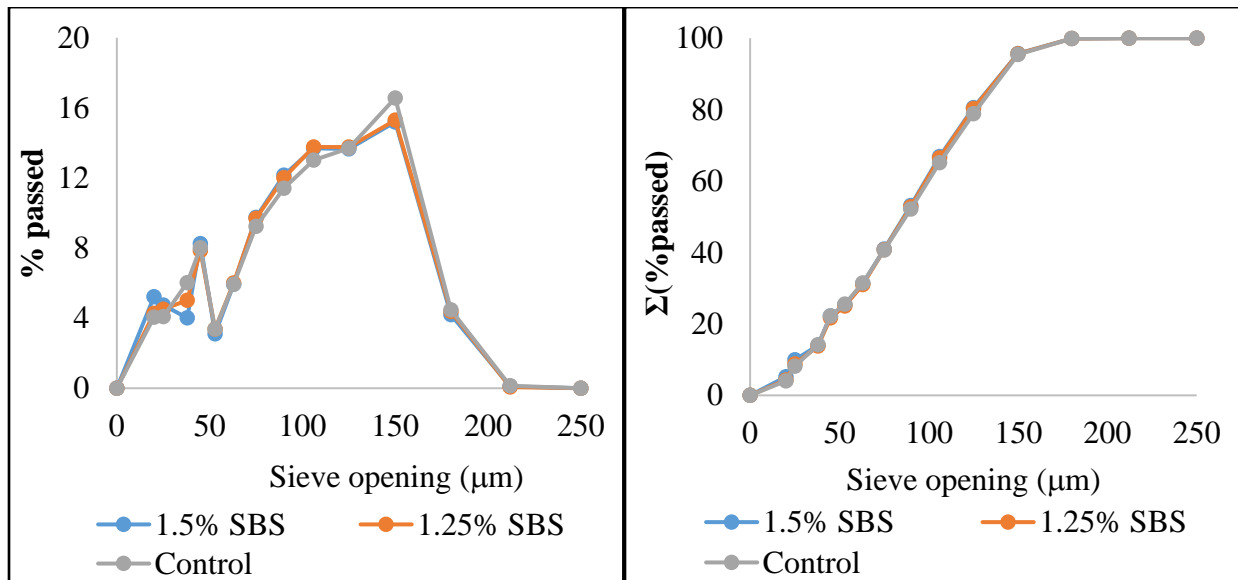 20
16
12
8
4
0
% passed
0 50 100 150 200 250
Sieve opening (μm)
1.5% SBS 1.25% SBS
Control
100
80
60
40
20
0
Σ(%passed)
0 50 100 150 200 250
Sieve opening (μm)
1.5% SBS 1.25% SBS
Control